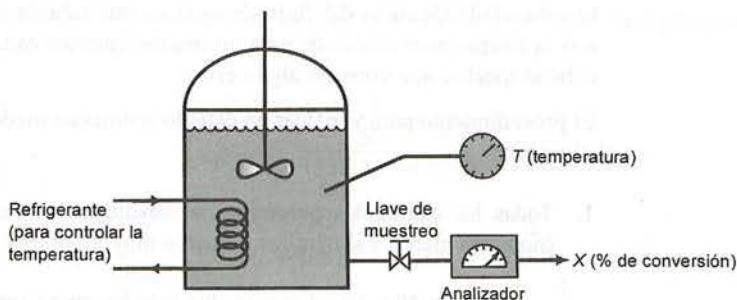 T (temperatura)
Refrigerante
(para controlar la
temperatura)
Llave de
muestreo
X (% de conversión)
Analizador